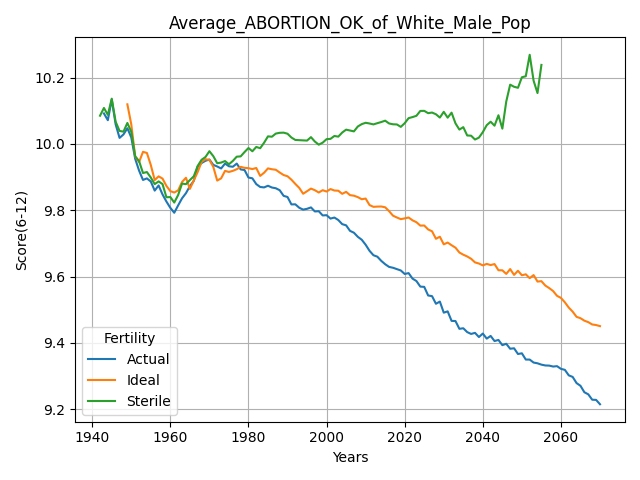 Average_ABORTION_OK_of_White_Male_Pop
Score(6-12)
10.2
10.0
9.8
9.6
9.4
9.2
Fertility
Actual
Ideal
Sterile
1940 1960 1980 2000 2020 2040 2060
Years